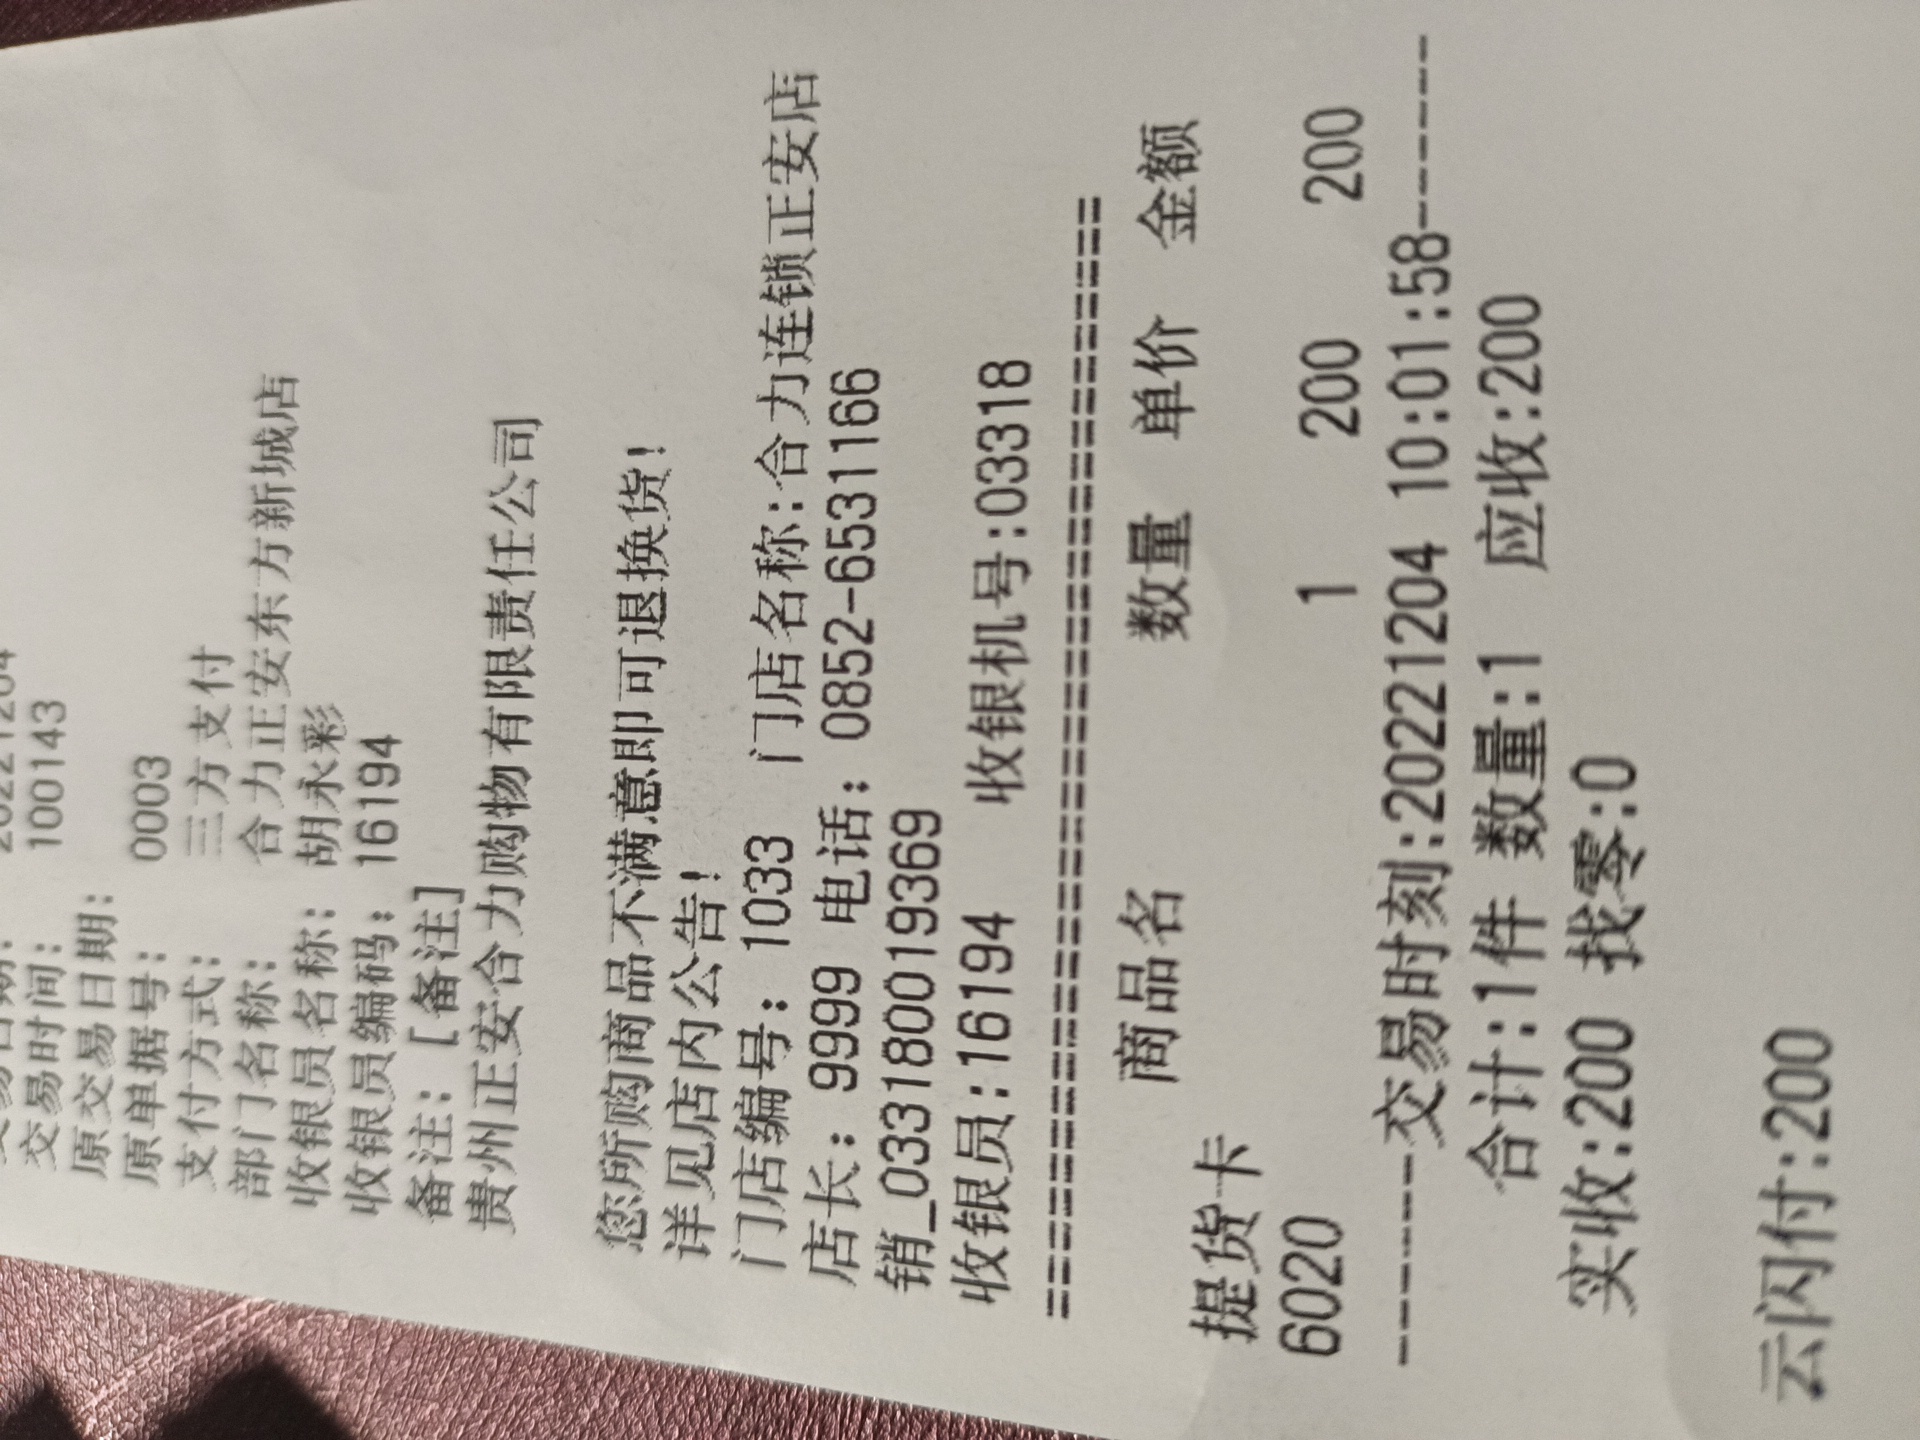 交易时间: 100143
原交易日期:
原单据号: 0003
支付方式: 三方支付
部门名称: 合力正安东方新城店
收银员名称: 胡永彩
收银员编码: 16194
备注: [备注]
贵州正安合力购物有限责任公司
您所购商品不满意即可退换货!
详见店内公告!
门店编号: 1033 门店名称:合力连锁正安店
店长: 9999 电话: 0852-6531166
销_033180019369
收银员:16194 收银机号:03318
================================
商品名 数量 单价 金额
提货卡
6020 1 200 200
-------交易时刻:20221204 10:01:58-------
合计:1件 数量:1 应收:200
实收:200 找零:0
云闪付:200